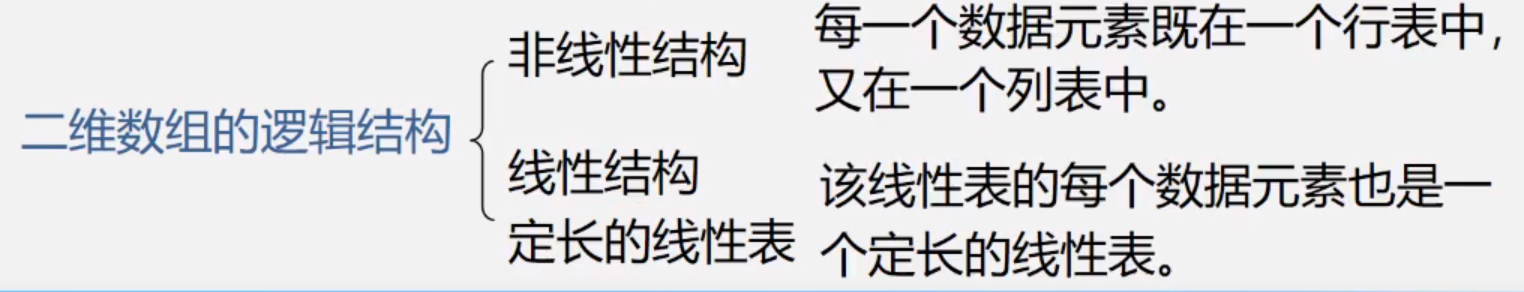 二维数组的逻辑结构
非线性结构
每一个数据元素既在一个行表中，
又在一个列表中。
线性结构
定长的线性表
该线性表的每个数据元素也是一
个定长的线性表。